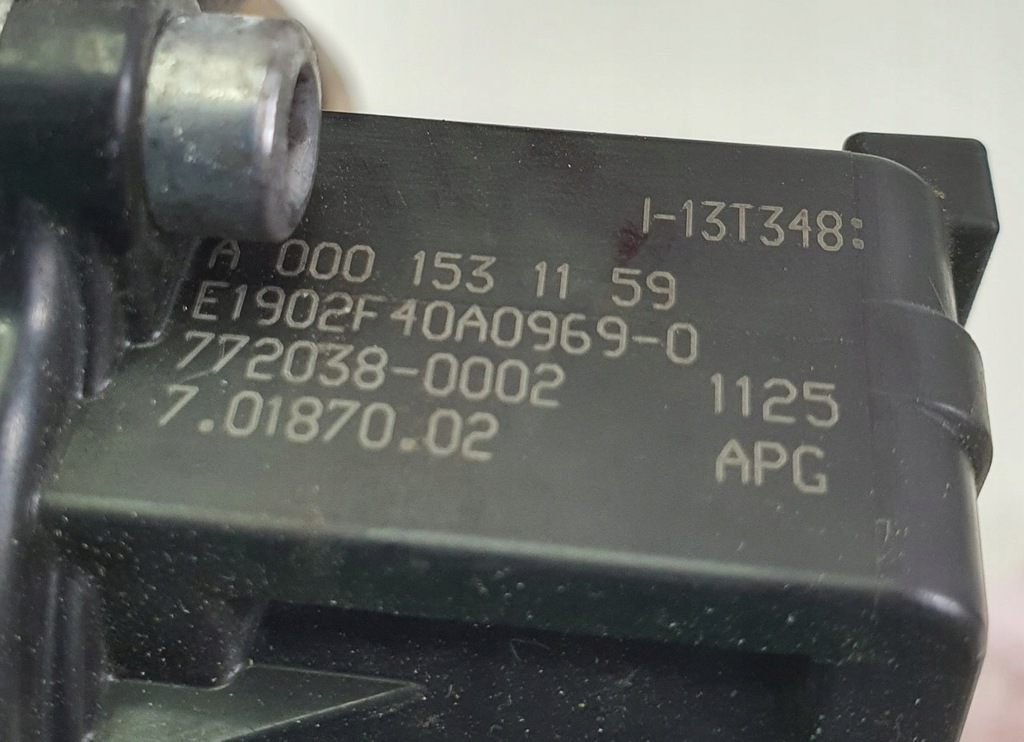 I-13T348:
A 000 153 11 59
E1902F40A0969-0
772038-0002 1125
7.01870.02 APG